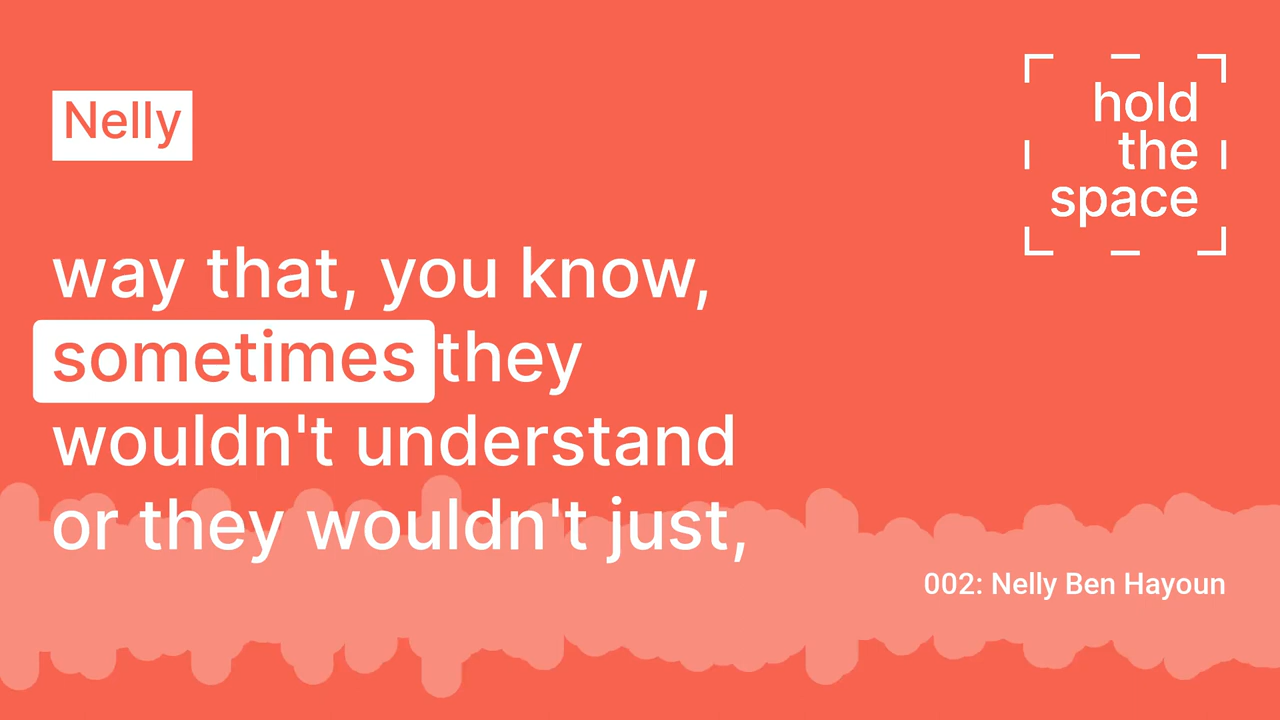 Nelly
hold
the
space
way that, you know,
sometimes they
wouldn't understand
or they wouldn't just,
002: Nelly Ben Hayoun